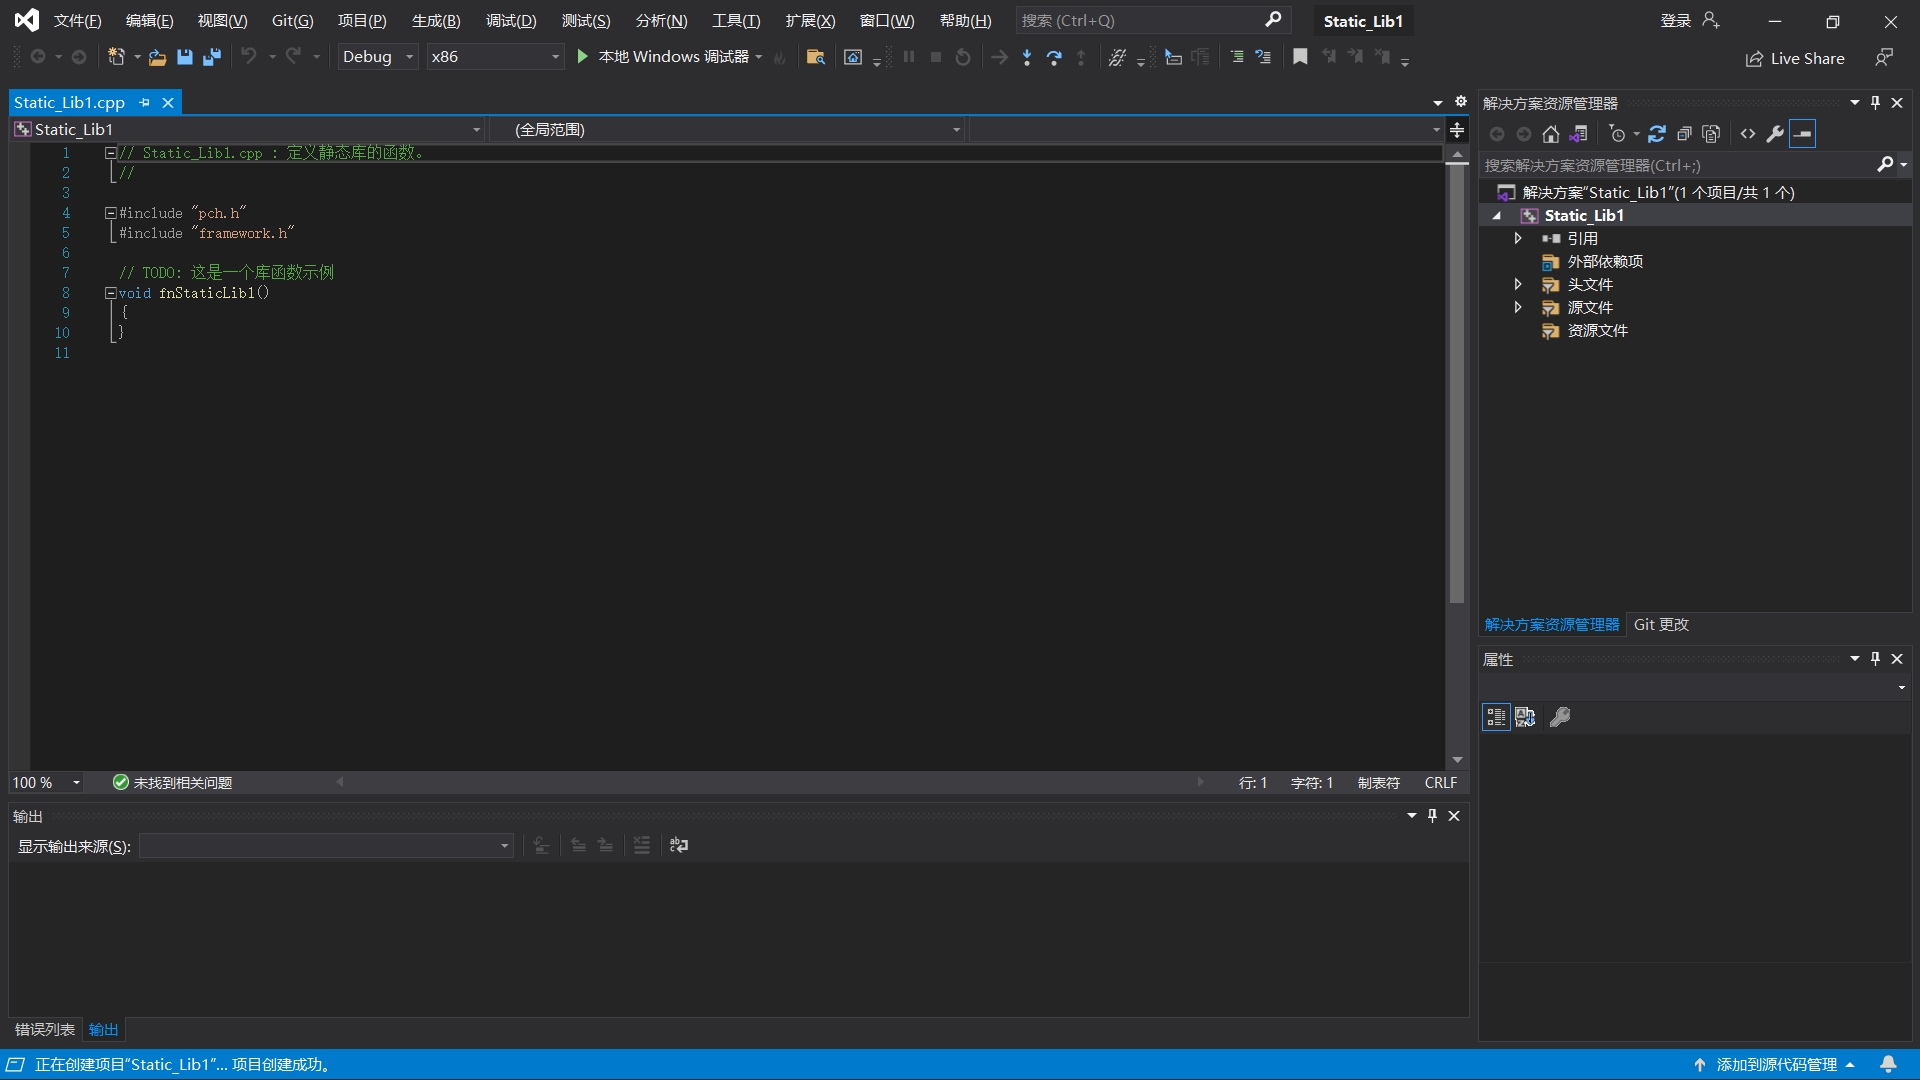 文件(F) 编辑(E) 视图(V) Git(G) 项目(P) 生成(B) 调试(D) 测试(S) 分析(N) 工具(T) 扩展(X) 窗口(W) 帮助(H) 搜索 (Ctrl+Q) Static_Lib1 登录
Debug x86 本地 Windows 调试器 Live Share
Static_Lib1.cpp
Static_Lib1 (全局范围)
1 // Static_Lib1.cpp : 定义静态库的函数。
2 //
3
4 #include "pch.h"
5 #include "framework.h"
6
7 // TODO: 这是一个库函数示例
8 void fnStaticLib1()
9 {
10 }
11
100 % 未找到相关问题 行: 1 字符: 1 制表符 CRLF
输出
显示输出来源(S):
错误列表 输出
解决方案资源管理器
搜索解决方案资源管理器(Ctrl+;)
解决方案"Static_Lib1"(1 个项目/共 1 个)
Static_Lib1
引用
外部依赖项
头文件
源文件
资源文件
解决方案资源管理器 Git 更改
属性
正在创建项目"Static_Lib1"... 项目创建成功。 添加到源代码管理